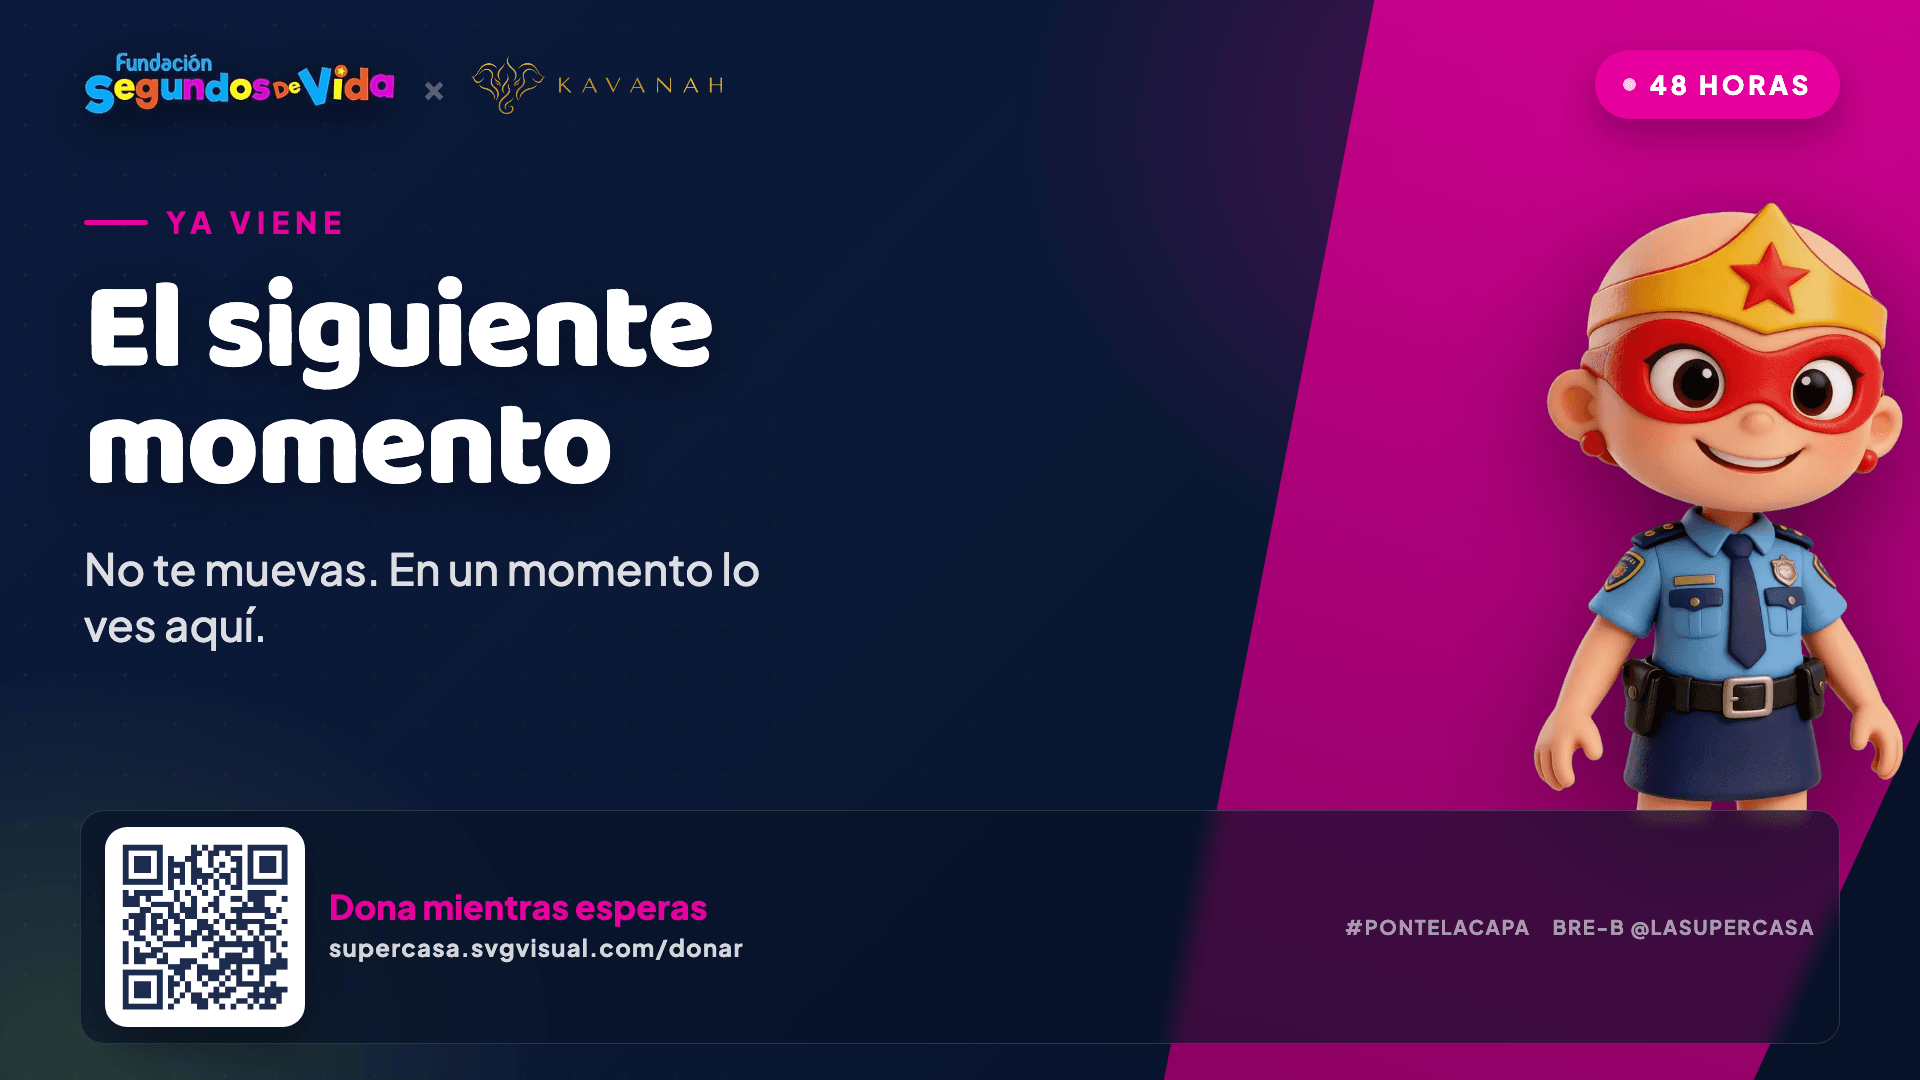 Fundación
Segundos DE Vida
×
KAVANAH
48 HORAS
YA VIENE
El siguiente
momento
No te muevas. En un momento lo
ves aquí.
Dona mientras esperas
supercasa.svgvisual.com/donar
#PONTELACAPA BRE-B @LASUPERCASA